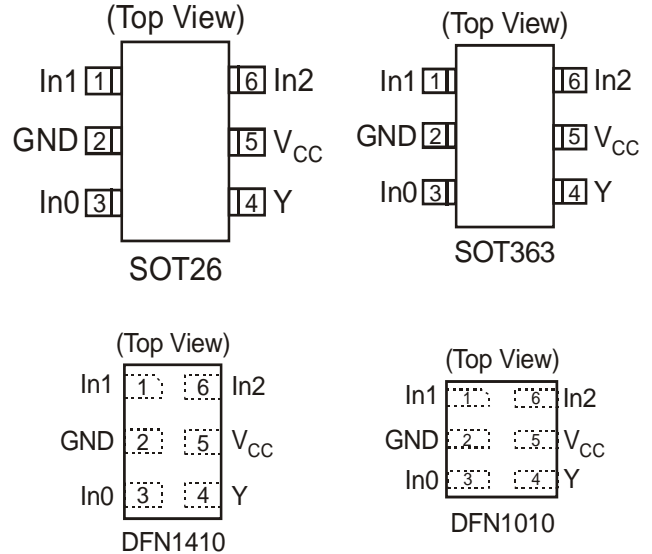 (Top View)
In1 1 6 In2
GND 2 5 VCC
In0 3 4 Y
SOT26
(Top View)
In1 1 6 In2
GND 2 5 VCC
In0 3 4 Y
SOT363
(Top View)
In1 1 6 In2
GND 2 5 VCC
In0 3 4 Y
DFN1410
(Top View)
In1 1 6 In2
GND 2 5 VCC
In0 3 4 Y
DFN1010